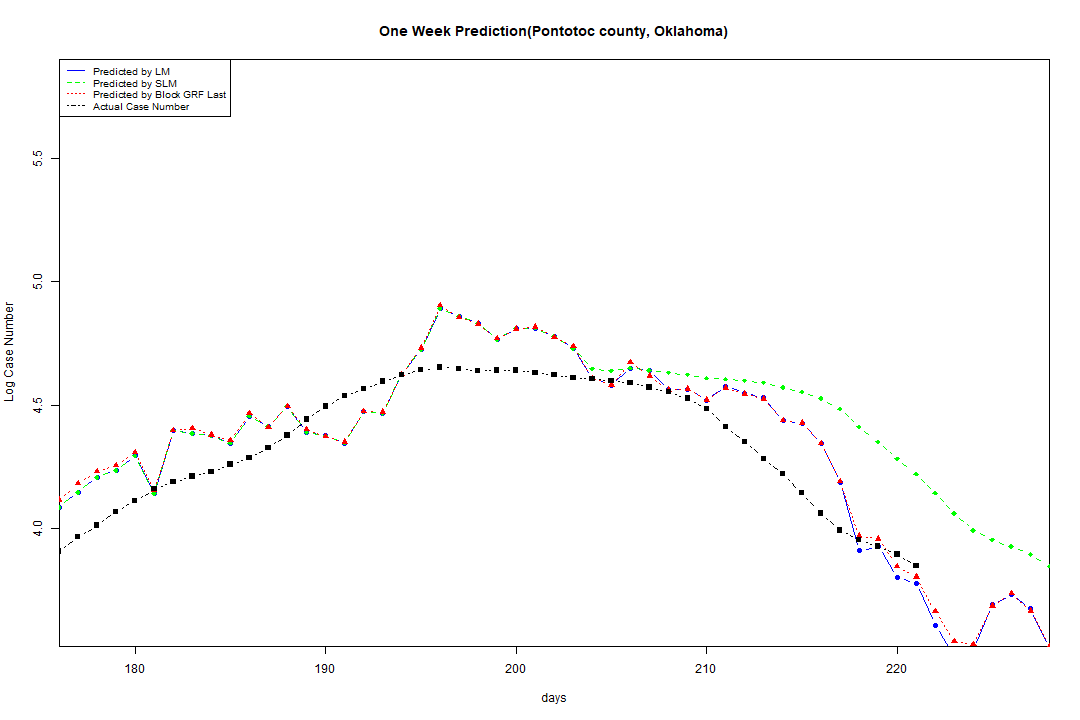 One Week Prediction(Pontotoc county, Oklahoma)
Predicted by LM
Predicted by SLM
Predicted by Block GRF Last
Actual Case Number
5.5
5.0
4.5
4.0
Log Case Number
180 190 200 210 220
days